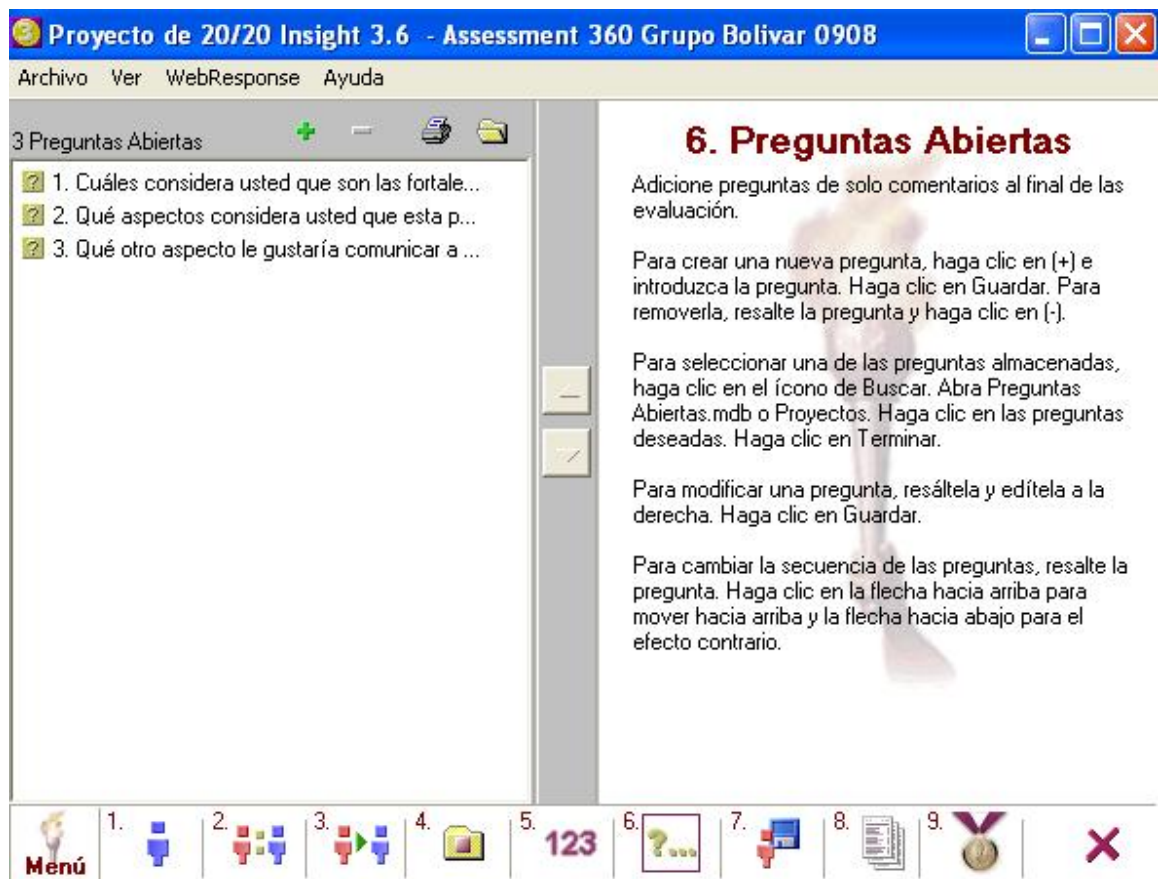 Proyecto de 20/20 Insight 3.6 - Assessment 360 Grupo Bolivar 0908
Archivo Ver WebResponse Ayuda
3 Preguntas Abiertas
1. Cuáles considera usted que son las fortale...
2. Qué aspectos considera usted que esta p...
3. Qué otro aspecto le gustaría comunicar a ...
6. Preguntas Abiertas
Adicione preguntas de solo comentarios al final de las
evaluación.
Para crear una nueva pregunta, haga clic en (+) e
introduzca la pregunta. Haga clic en Guardar. Para
removerla, resalte la pregunta y haga clic en (-).
Para seleccionar una de las preguntas almacenadas,
haga clic en el ícono de Buscar. Abra Preguntas
Abiertas.mdb o Proyectos. Haga clic en las preguntas
deseadas. Haga clic en Terminar.
Para modificar una pregunta, resáltela y edítela a la
derecha. Haga clic en Guardar.
Para cambiar la secuencia de las preguntas, resalte la
pregunta. Haga clic en la flecha hacia arriba para
mover hacia arriba y la flecha hacia abajo para el
efecto contrario.
Menú 1. 2. 3. 4. 5. 123 6. ?... 7. 8. 9.